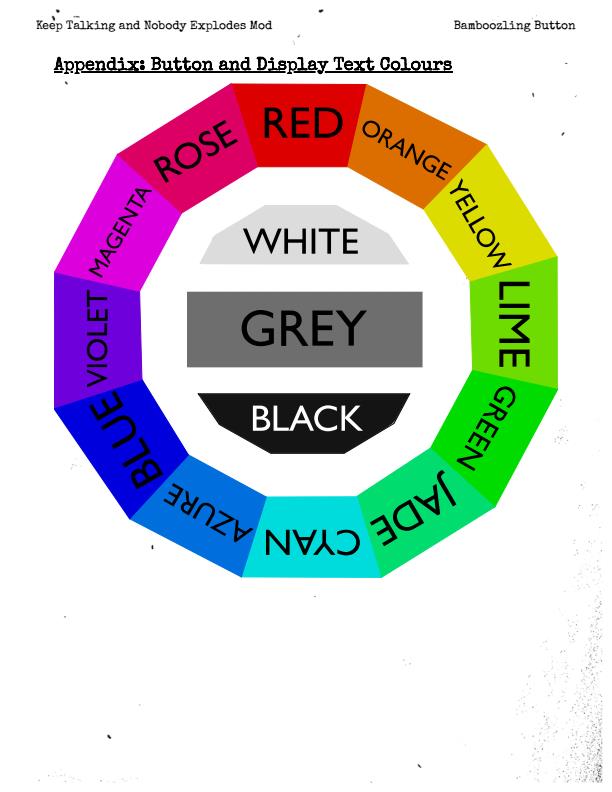 Keep Talking and Nobody Explodes Mod
Bamboozling Button
Appendix: Button and Display Text Colours
RED
ORANGE
YELLOW
LIME
GREEN
JADE
CYAN
AZURE
BLUE
VIOLET
MAGENTA
ROSE
WHITE
GREY
BLACK